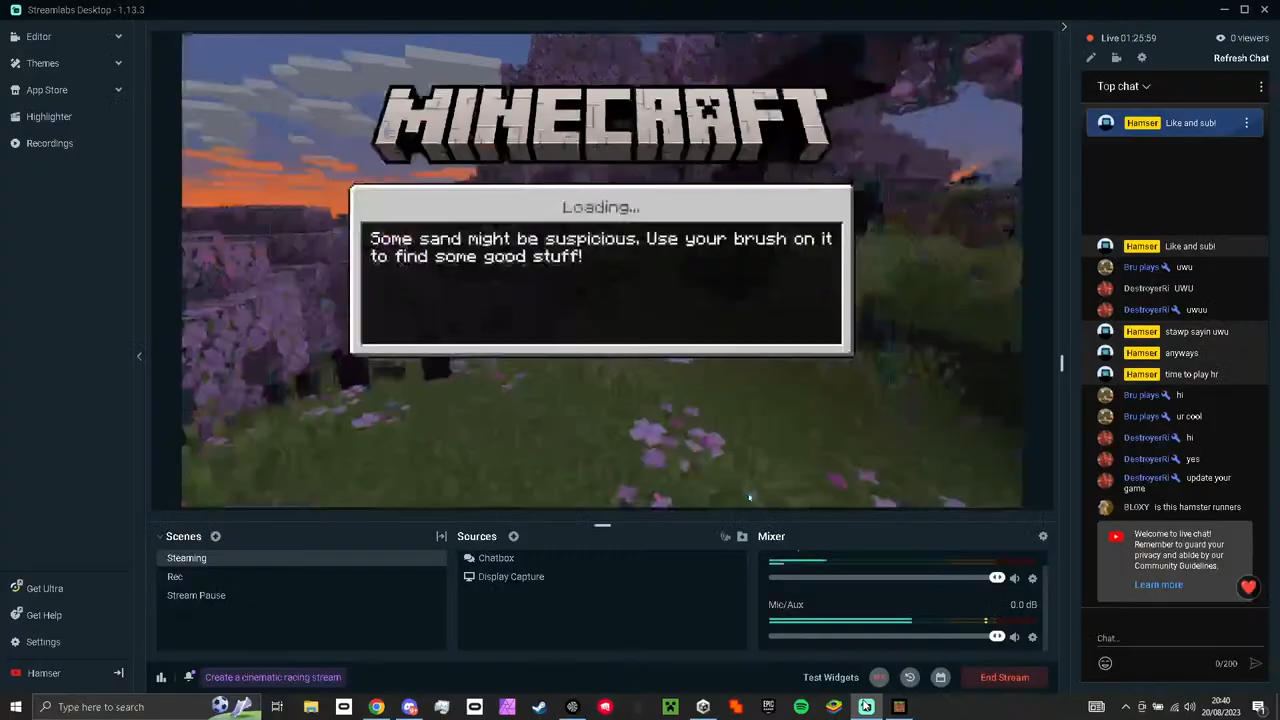 Streamlabs Desktop - 1.13.3
Editor
Themes
App Store
Highlighter
Recordings
Get Ultra
Get Help
Settings
Hamser
MINECRAFT
Loading...
Some sand might be suspicious. Use your brush on it
to find some good stuff!
Scenes
Steaming
Rec
Stream Pause
Sources
Chatbox
Display Capture
Mixer
Mic/Aux 0.0 dB
Create a cinematic racing stream
Test Widgets
End Stream
Live 01:25:59 0 viewers
Refresh Chat
Top chat
Hamser Like and sub!
Hamser Like and sub!
Bru plays uwu
DestroyerRi UWU
DestroyerRi uwuu
Hamser stawp sayin uwu
Hamser anyways
Hamser time to play hr
Bru plays hi
Bru plays ur cool
DestroyerRi hi
DestroyerRi yes
DestroyerRi update your
game
BLOXY is this hamster runners
Welcome to live chat!
Remember to guard your
privacy and abide by our
Community Guidelines.
Learn more
Chat...
0/200
Type here to search
EPIC
20:40
20/08/2023